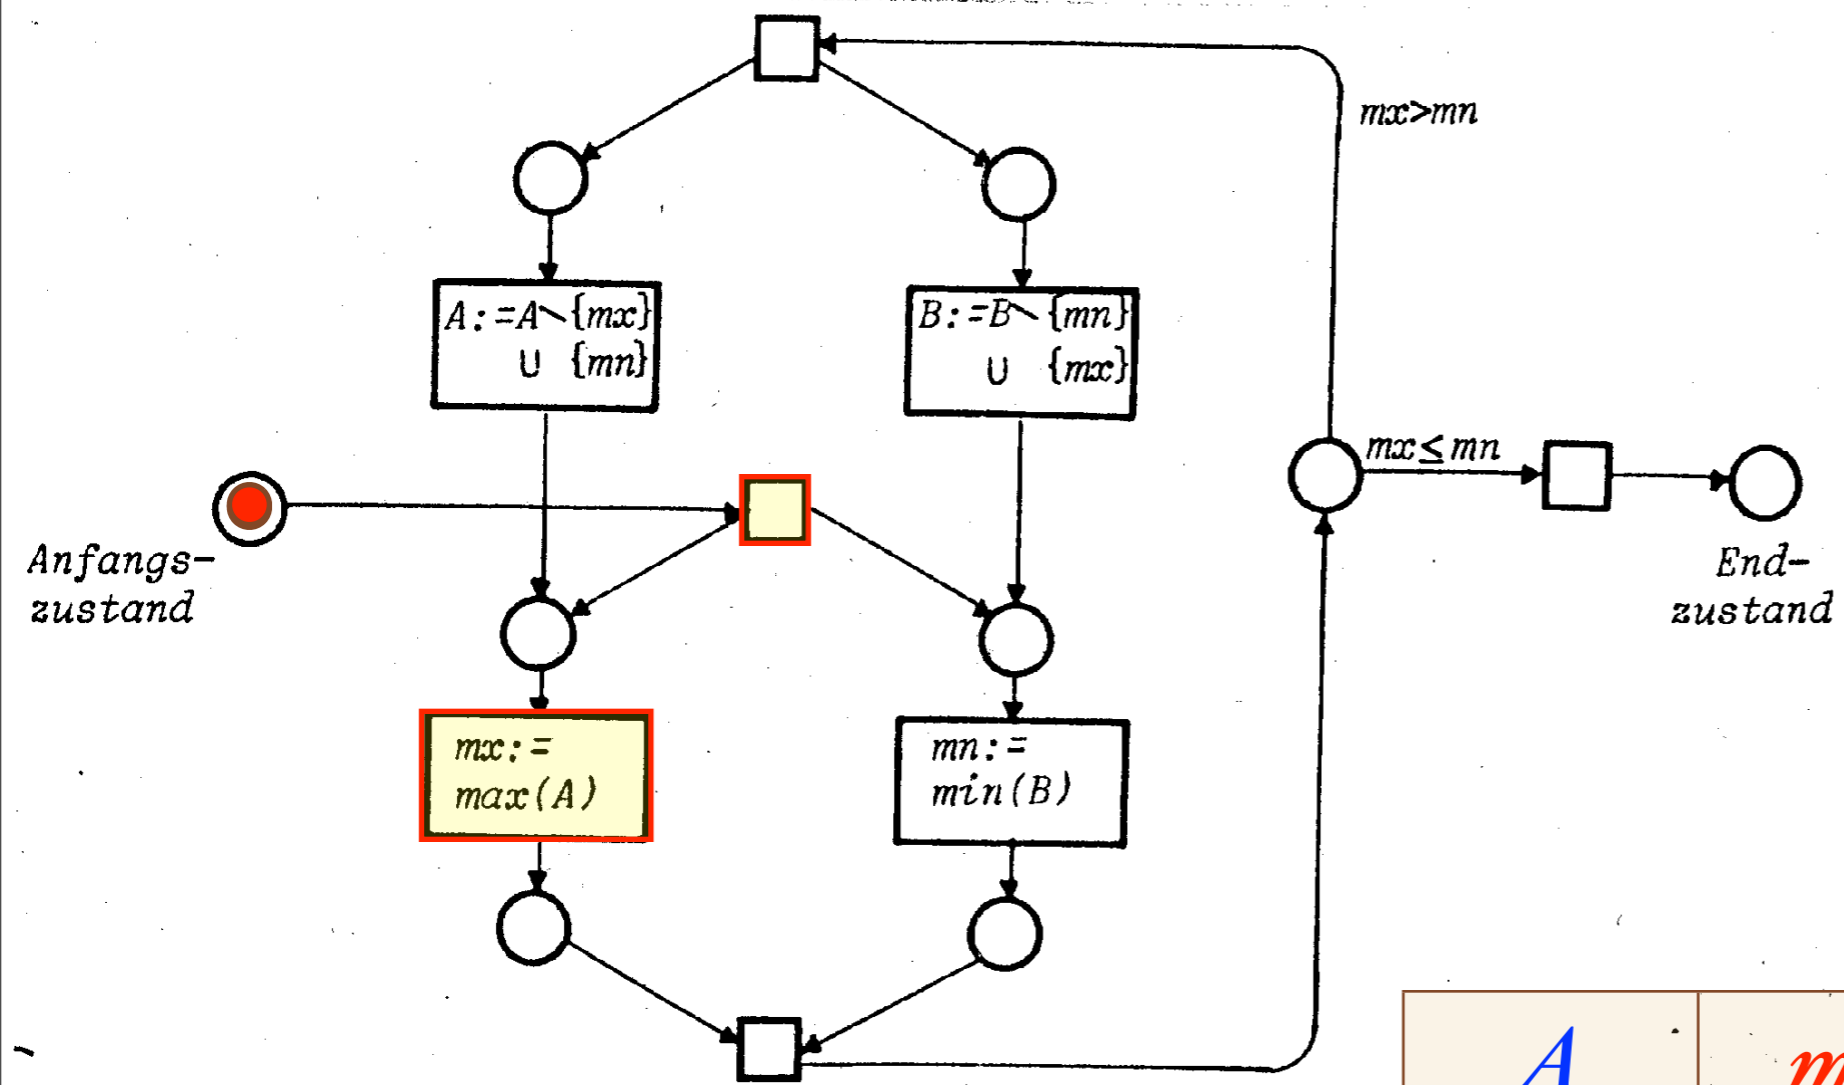 mx>mn
A:=A∖{mx}
∪ {mn}
B:=B∖{mn}
∪ {mx}
mx≤mn
Anfangs-
zustand
End-
zustand
mx:=
max(A)
mn:=
min(B)
A